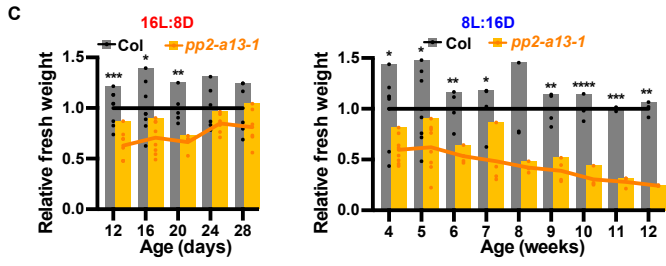 C
16L:8D
Col pp2-a13-1
Relative fresh weight
1.5
1.0
0.5
0.0
*** * **
12 16 20 24 28
Age (days)
8L:16D
Col pp2-a13-1
Relative fresh weight
1.5
1.0
0.5
0.0
* * ** * ** **** *** **
4 5 6 7 8 9 10 11 12
Age (weeks)